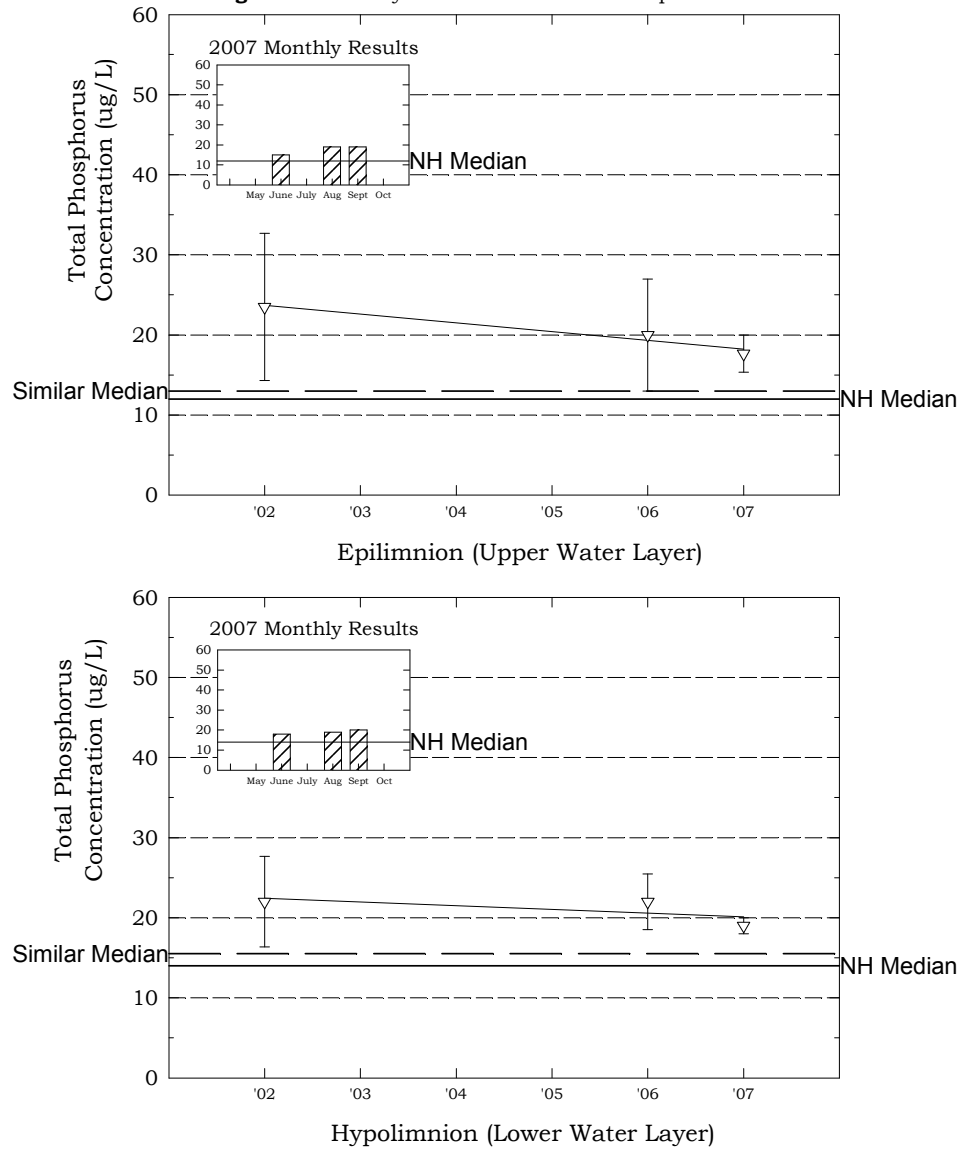 60
2007 Monthly Results
60
50
50
40
30
20
NH Median
10
40
0
May June July Aug Sept Oct
Total Phosphorus
Concentration (ug/L)
30
20
Similar Median
NH Median
10
0
'02 '03 '04 '05 '06 '07
Epilimnion (Upper Water Layer)
60
2007 Monthly Results
60
50
50
40
30
20
NH Median
10
40
0
May June July Aug Sept Oct
Total Phosphorus
Concentration (ug/L)
30
20
Similar Median
NH Median
10
0
'02 '03 '04 '05 '06 '07
Hypolimnion (Lower Water Layer)